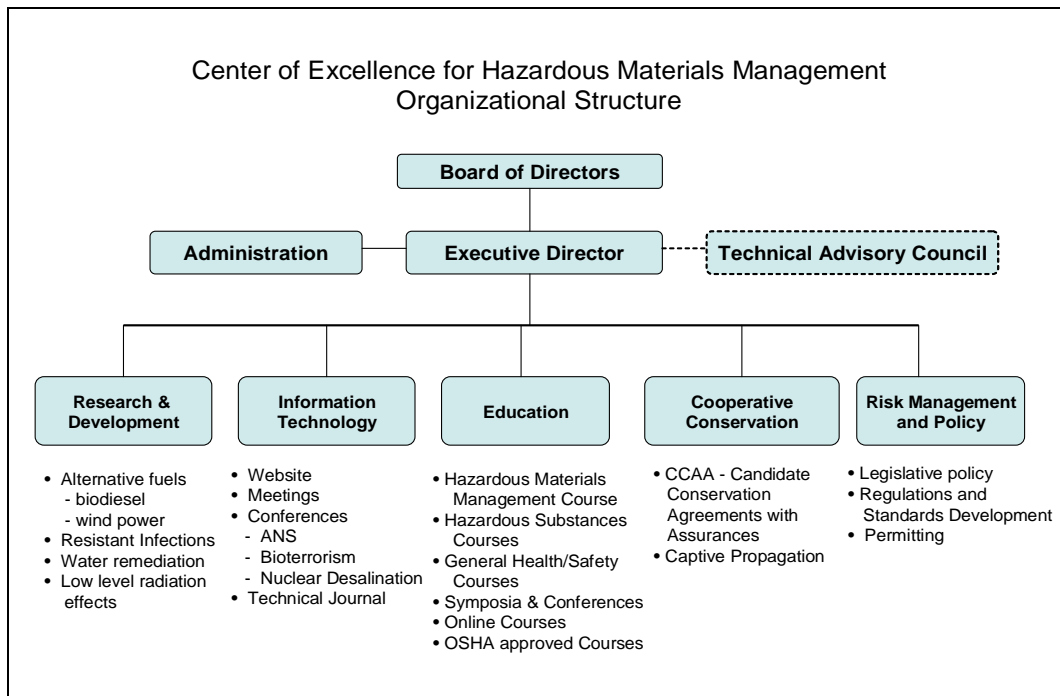 Center of Excellence for Hazardous Materials Management
Organizational Structure
Board of Directors
Administration
Executive Director
Technical Advisory Council
Research &
Development
Information
Technology
Education
Cooperative
Conservation
Risk Management
and Policy
• Alternative fuels
- biodiesel
- wind power
• Resistant Infections
• Water remediation
• Low level radiation
effects
• Website
• Meetings
• Conferences
- ANS
- Bioterrorism
- Nuclear Desalination
• Technical Journal
• Hazardous Materials
Management Course
• Hazardous Substances
Courses
• General Health/Safety
Courses
• Symposia & Conferences
• Online Courses
• OSHA approved Courses
• CCAA - Candidate
Conservation
Agreements with
Assurances
• Captive Propagation
• Legislative policy
• Regulations and
Standards Development
• Permitting